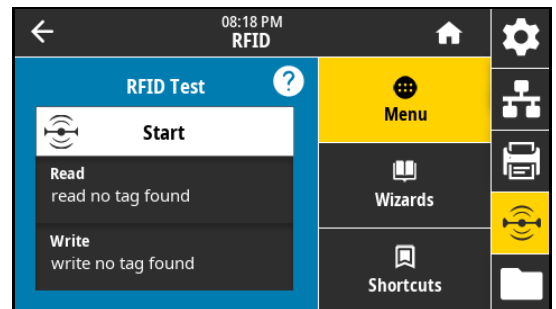 08:18 PM
RFID
RFID Test
?
Start
Read
read no tag found
Write
write no tag found
Menu
Wizards
Shortcuts